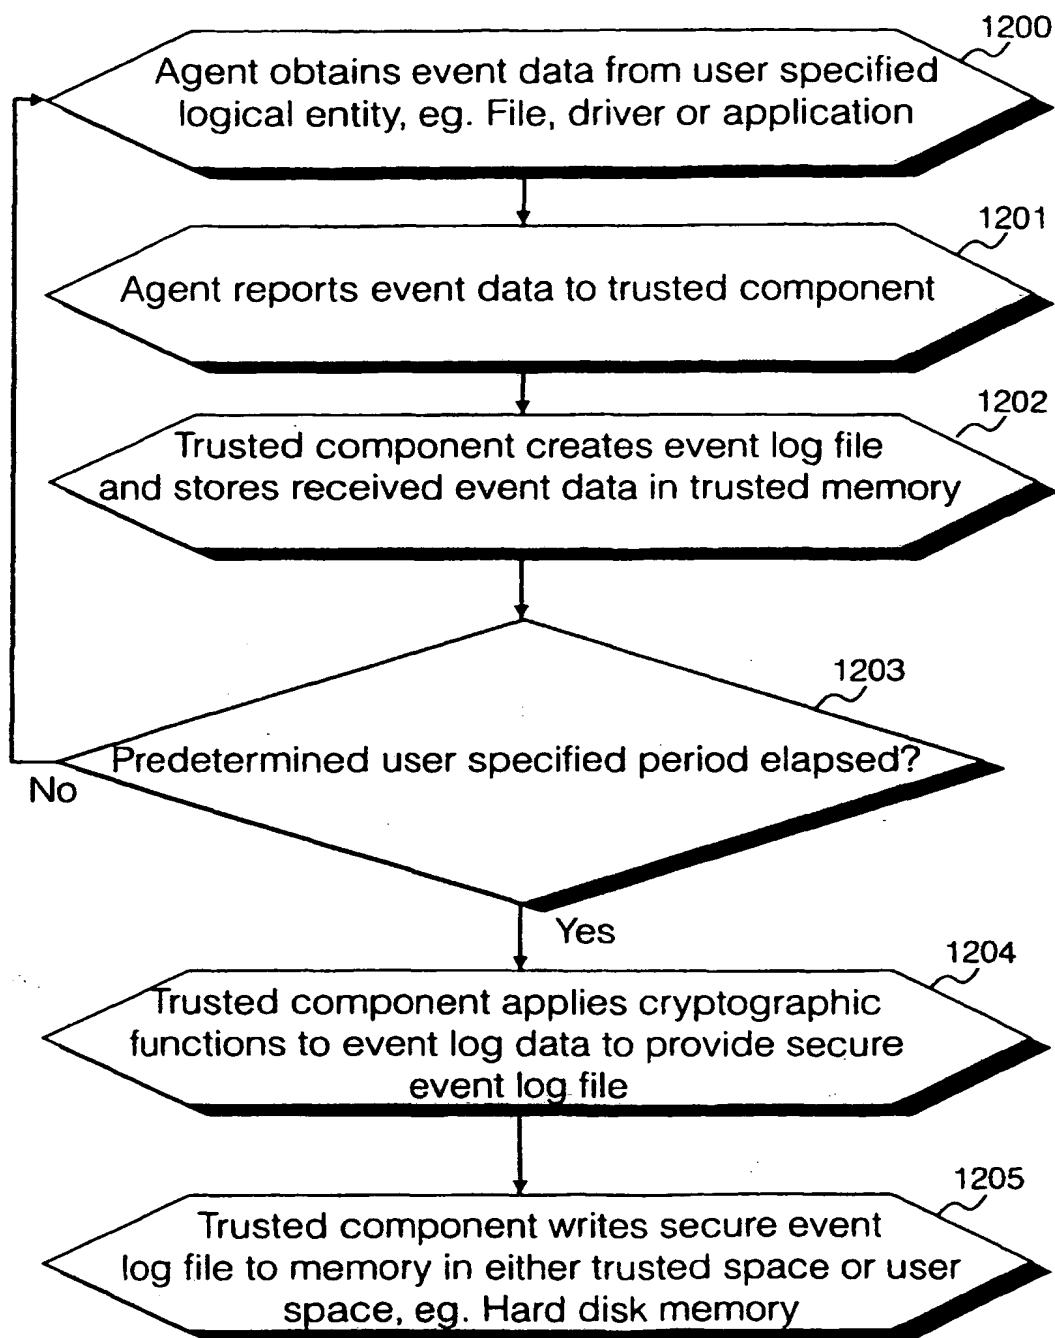 1200
Agent obtains event data from user specified
logical entity, eg. File, driver or application
1201
Agent reports event data to trusted component
1202
Trusted component creates event log file
and stores received event data in trusted memory
1203
Predetermined user specified period elapsed?
No
Yes
1204
Trusted component applies cryptographic
functions to event log data to provide secure
event log file
1205
Trusted component writes secure event
log file to memory in either trusted space or user
space, eg. Hard disk memory